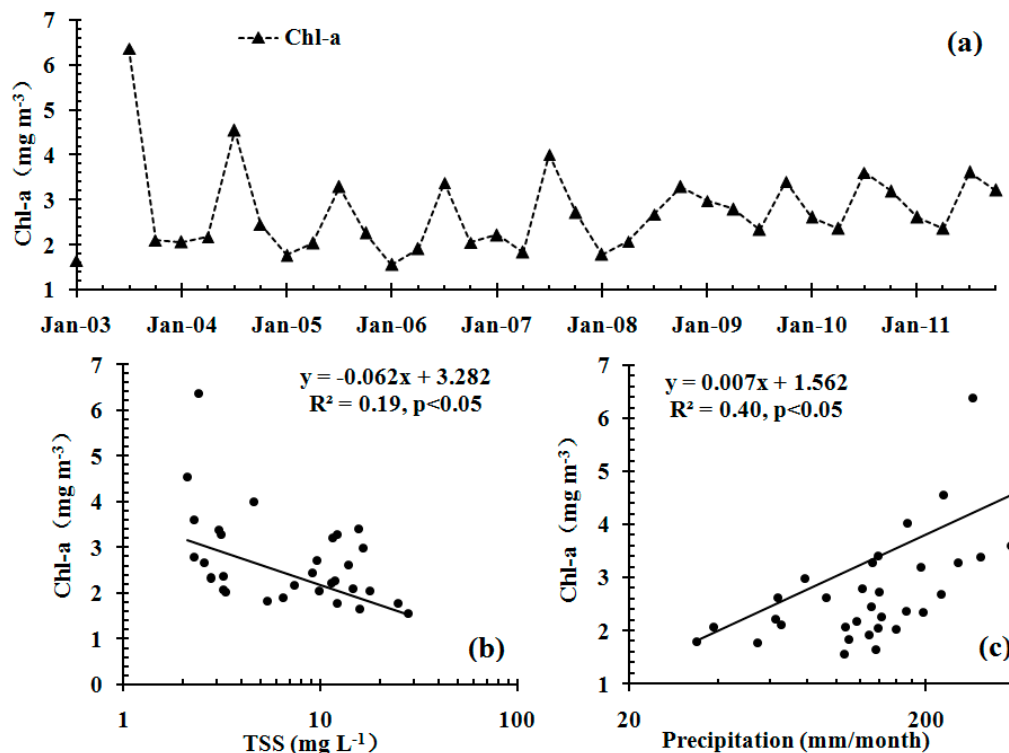 Chl-a
(a)
Chl-a（mg m-3）
7
6
5
4
3
2
1
Jan-03 Jan-04 Jan-05 Jan-06 Jan-07 Jan-08 Jan-09 Jan-10 Jan-11
Chl-a（mg m-3）
7
6
5
4
3
2
1
0
y = -0.062x + 3.282
R² = 0.19, p<0.05
(b)
1 10 100
TSS (mg L-1)
Chl-a（mg m-3）
7
6
5
4
3
2
1
y = 0.007x + 1.562
R² = 0.40, p<0.05
(c)
20 200
Precipitation (mm/month)